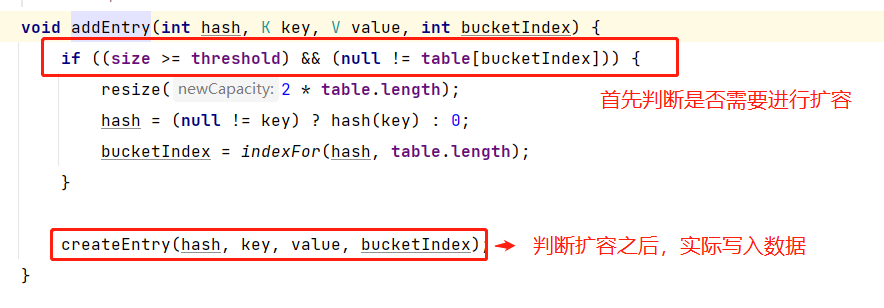 void addEntry(int hash, K key, V value, int bucketIndex) {
if ((size >= threshold) && (null != table[bucketIndex])) {
resize( newCapacity: 2 * table.length);
首先判断是否需要进行扩容
hash = (null != key) ? hash(key) : 0;
bucketIndex = indexFor(hash, table.length);
}
createEntry(hash, key, value, bucketIndex);
判断扩容之后，实际写入数据
}